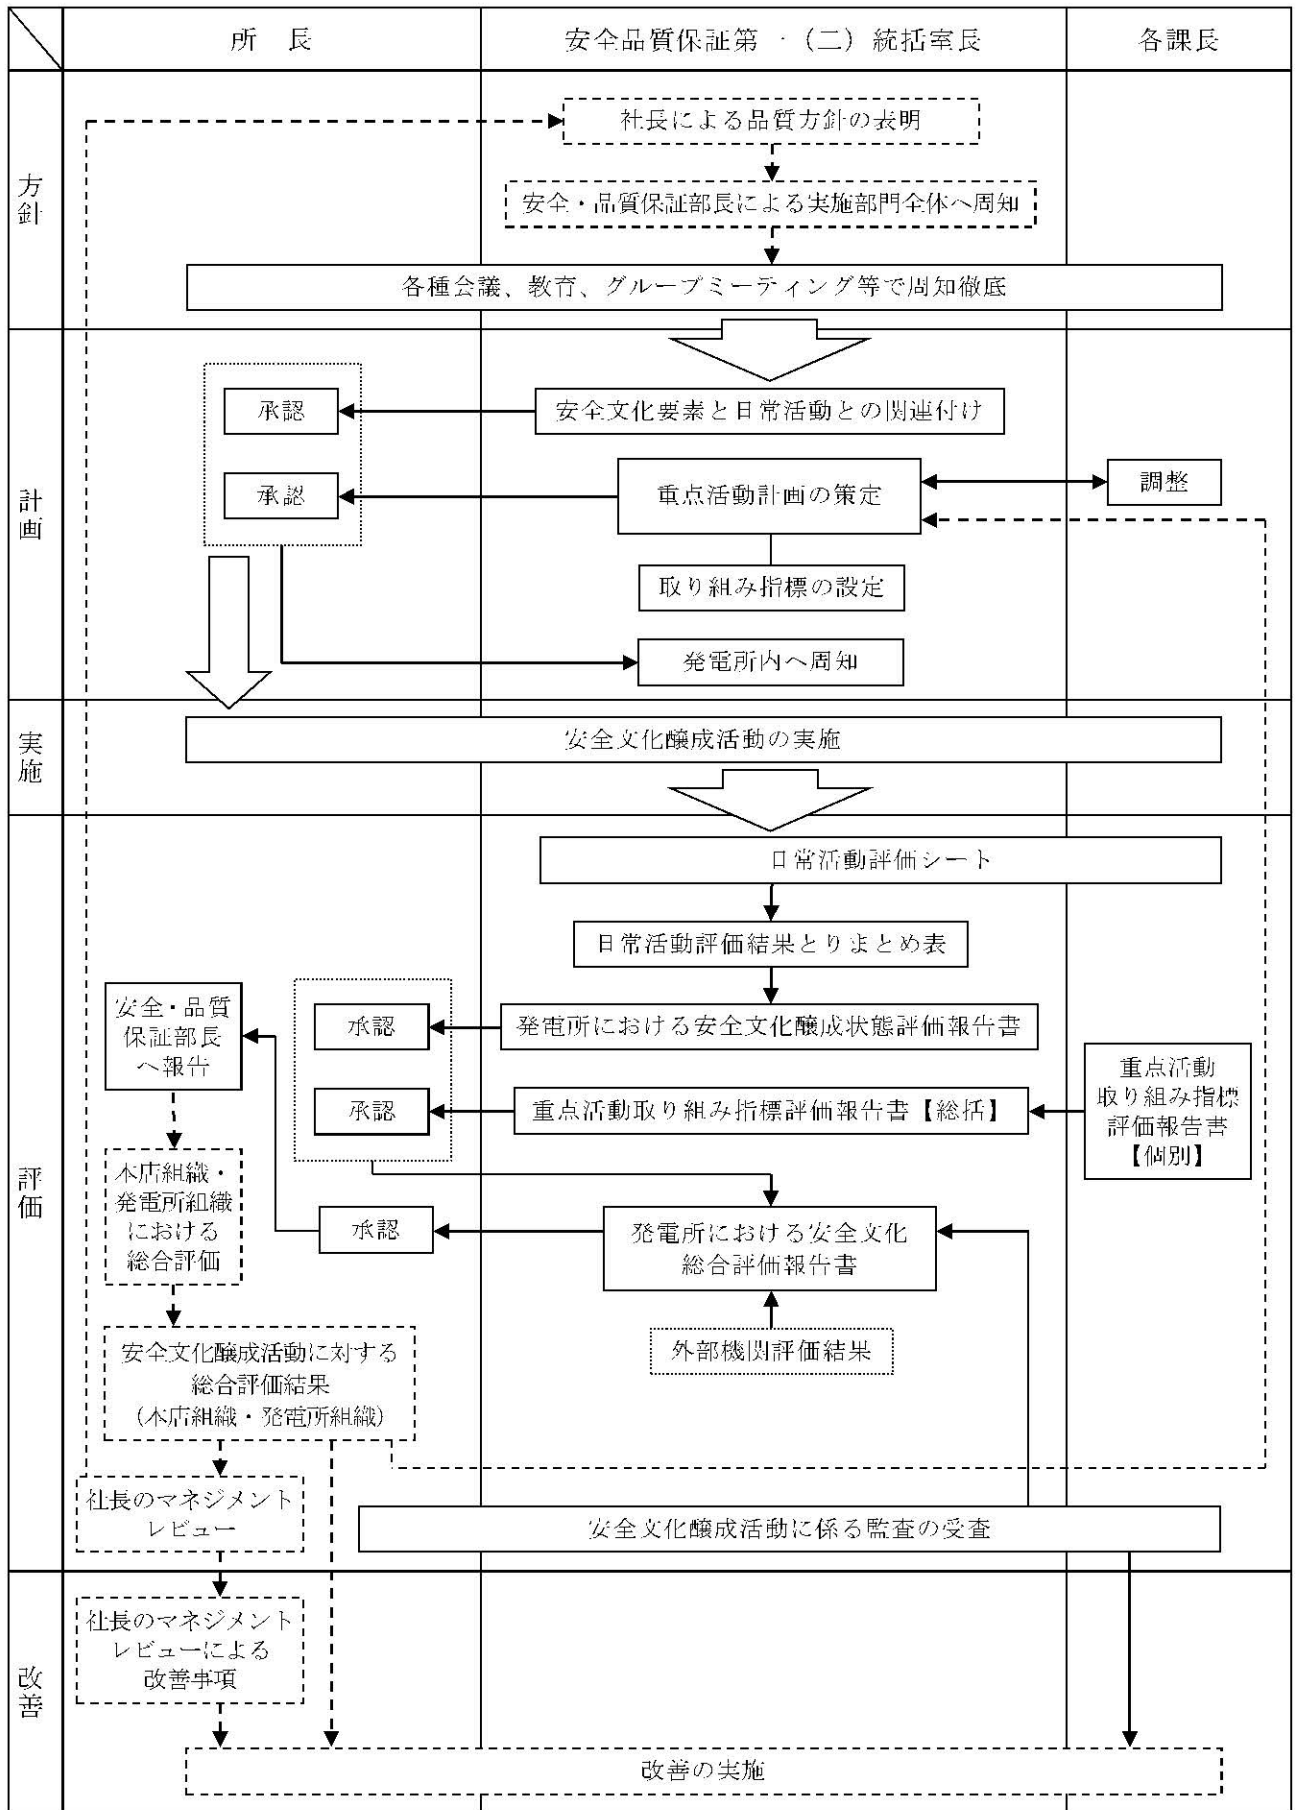 所　長
安全品質保証第一（二）統括室長
各課長
方針
社長による品質方針の表明
安全・品質保証部長による実施部門全体へ周知
各種会議、教育、グループミーティング等で周知徹底
計画
承認
安全文化要素と日常活動との関連付け
承認
重点活動計画の策定
調整
取り組み指標の設定
発電所内へ周知
実施
安全文化醸成活動の実施
評価
日常活動評価シート
日常活動評価結果とりまとめ表
安全・品質
保証部長
へ報告
承認
発電所における安全文化醸成状態評価報告書
承認
重点活動取り組み指標評価報告書【総括】
重点活動
取り組み指標
評価報告書
【個別】
本店組織・
発電所組織
における
総合評価
承認
発電所における安全文化
総合評価報告書
外部機関評価結果
安全文化醸成活動に対する
総合評価結果
（本店組織・発電所組織）
社長のマネジメント
レビュー
安全文化醸成活動に係る監査の受査
改善
社長のマネジメント
レビューによる
改善事項
改善の実施